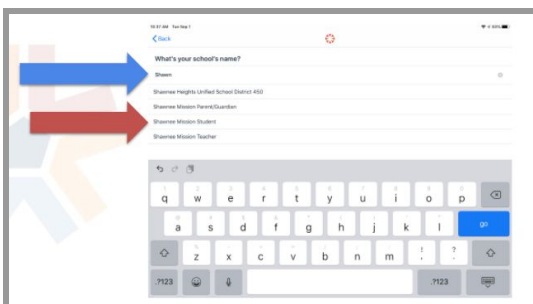 10:37 AM Tue Sep 1
Back
What's your school's name?
Shawn
Shawnee Heights Unified School District 450
Shawnee Mission Parent/Guardian
Shawnee Mission Student
Shawnee Mission Teacher
q w e r t y u i o p
a s d f g h j k l go
z x c v b n m ! , ? .
.?123 .?123